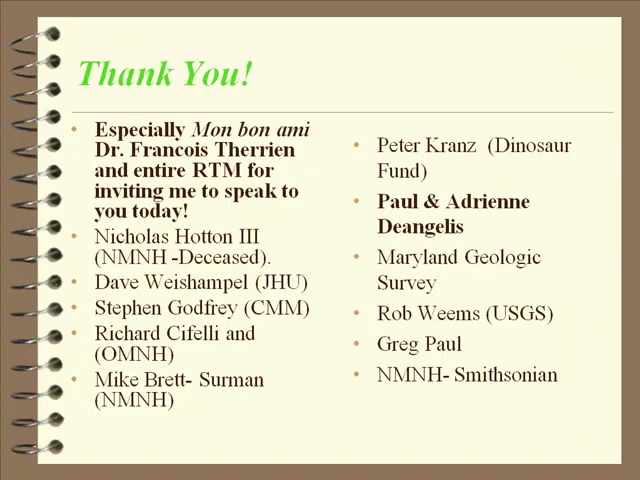 Thank You!
Especially Mon bon ami
Dr. Francois Therrien
and entire RTM for
inviting me to speak to
you today!
Nicholas Hotton III
(NMNH -Deceased).
Dave Weishampel (JHU)
Stephen Godfrey (CMM)
Richard Cifelli and
(OMNH)
Mike Brett- Surman
(NMNH)
Peter Kranz (Dinosaur
Fund)
Paul & Adrienne
Deangelis
Maryland Geologic
Survey
Rob Weems (USGS)
Greg Paul
NMNH- Smithsonian